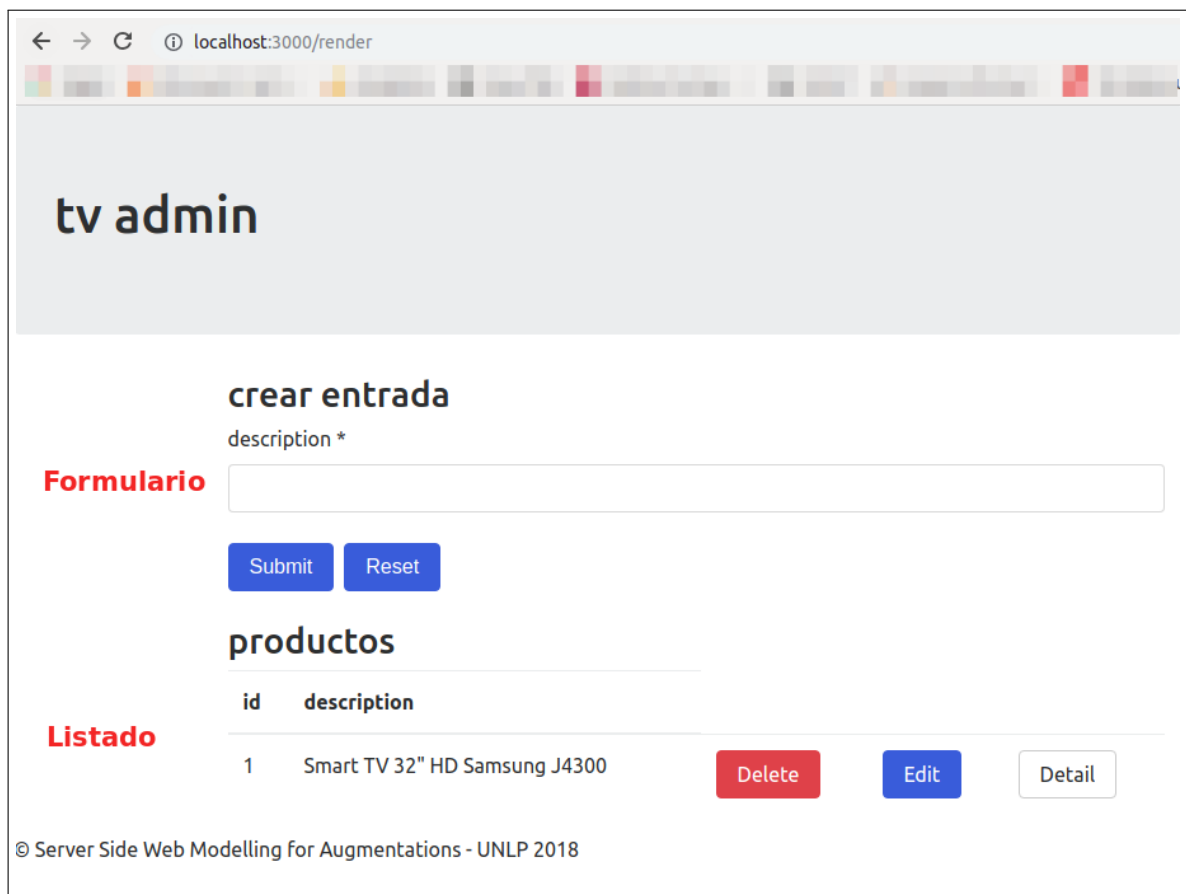 localhost:3000/render
tv admin
crear entrada
description *
Formulario
Submit Reset
productos
id description
Listado
1 Smart TV 32" HD Samsung J4300 Delete Edit Detail
© Server Side Web Modelling for Augmentations - UNLP 2018